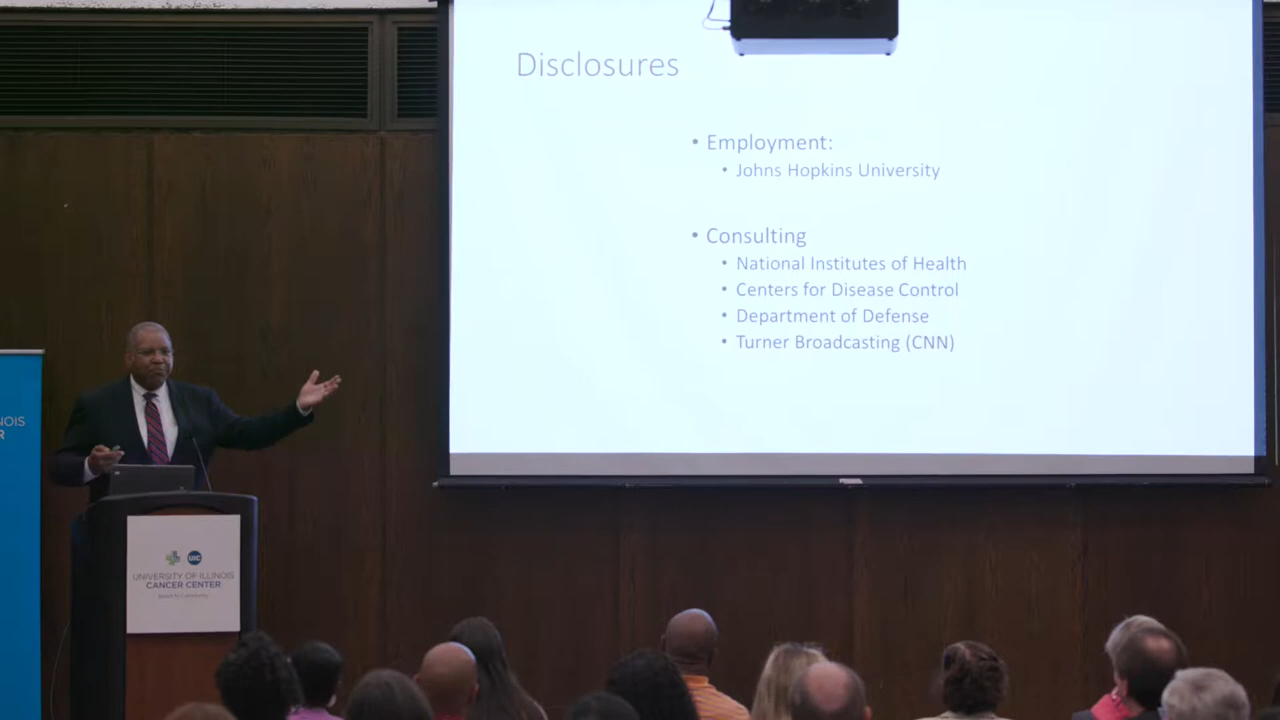 Disclosures
• Employment:
• Johns Hopkins University
• Consulting
• National Institutes of Health
• Centers for Disease Control
• Department of Defense
• Turner Broadcasting (CNN)
UIC
UNIVERSITY OF ILLINOIS
CANCER CENTER